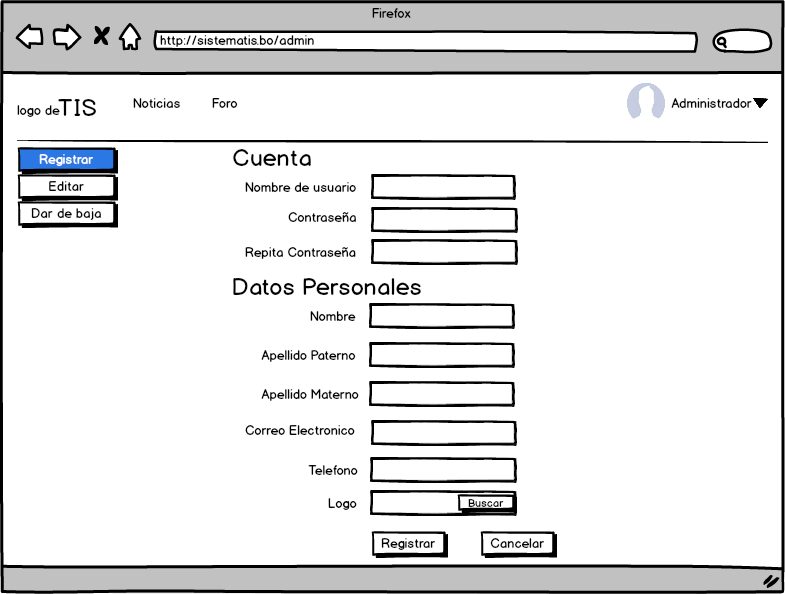 Firefox
http://sistematis.bo/admin
logo deTIS
Noticias
Foro
Administrador
Registrar
Editar
Dar de baja
Cuenta
Nombre de usuario
Contraseña
Repita Contraseña
Datos Personales
Nombre
Apellido Paterno
Apellido Materno
Correo Electronico
Telefono
Logo
Buscar
Registrar
Cancelar